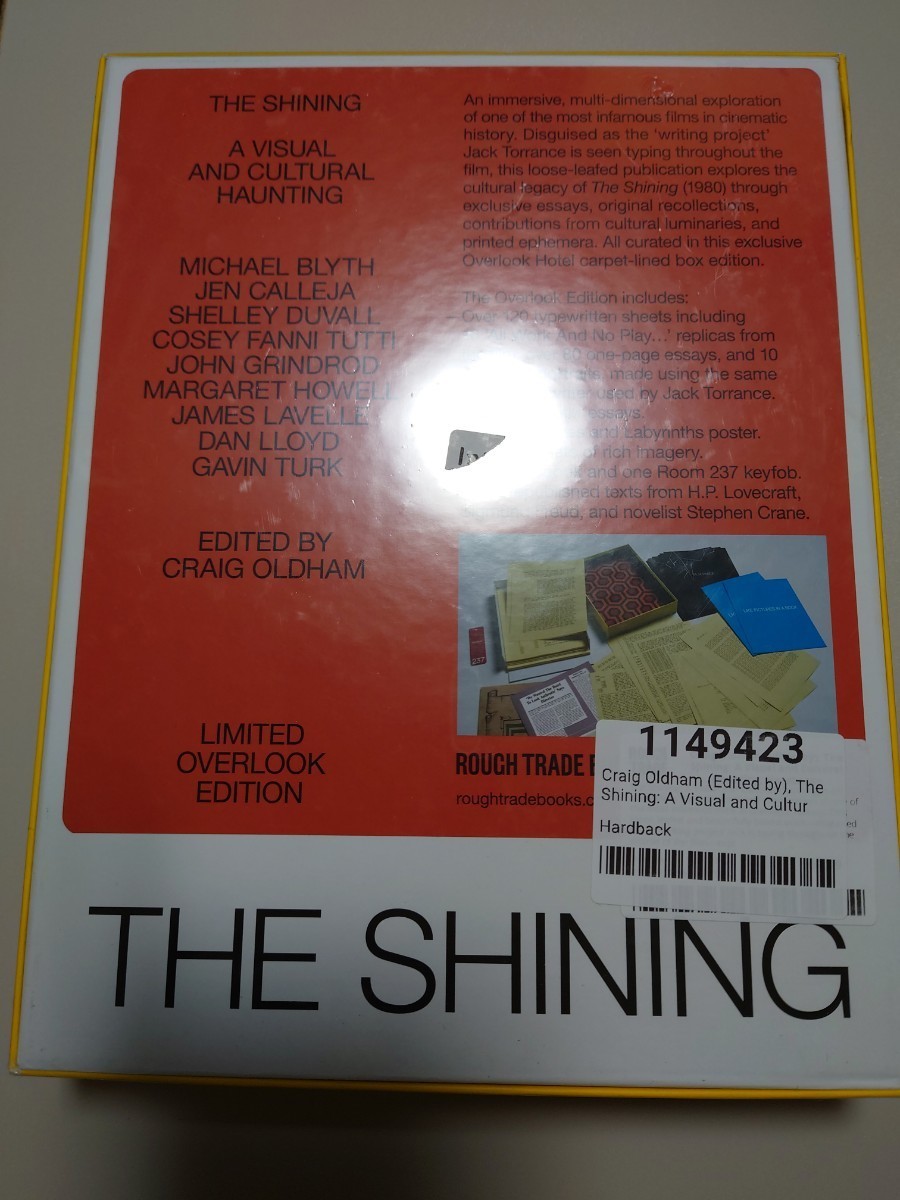 THE SHINING
A VISUAL
AND CULTURAL
HAUNTING
MICHAEL BLYTH
JEN CALLEJA
SHELLEY DUVALL
COSEY FANNI TUTTI
JOHN GRINDROD
MARGARET HOWELL
JAMES LAVELLE
DAN LLOYD
GAVIN TURK
EDITED BY
CRAIG OLDHAM
LIMITED
OVERLOOK
EDITION
An immersive, multi-dimensional exploration
of one of the most infamous films in cinematic
history. Disguised as the 'writing project'
Jack Torrance is seen typing throughout the
film, this loose-leafed publication explores the
cultural legacy of The Shining (1980) through
exclusive essays, original recollections,
contributions from cultural luminaries, and
printed ephemera. All curated in this exclusive
Overlook Hotel carpet-lined box edition.
The Overlook Edition includes:
Over typewritten sheets including
And No Play...' replicas from
one-page essays, and 10
made using the same
used by Jack Torrance.
essays.
and Labyrinths poster.
of rich imagery.
and one Room 237 keyfob.
texts from H.P. Lovecraft,
and novelist Stephen Crane.
237
ROUGH TRADE
roughtradebooks.c
1149423
Craig Oldham (Edited by), The
Shining: A Visual and Cultur
Hardback
THE SHINING